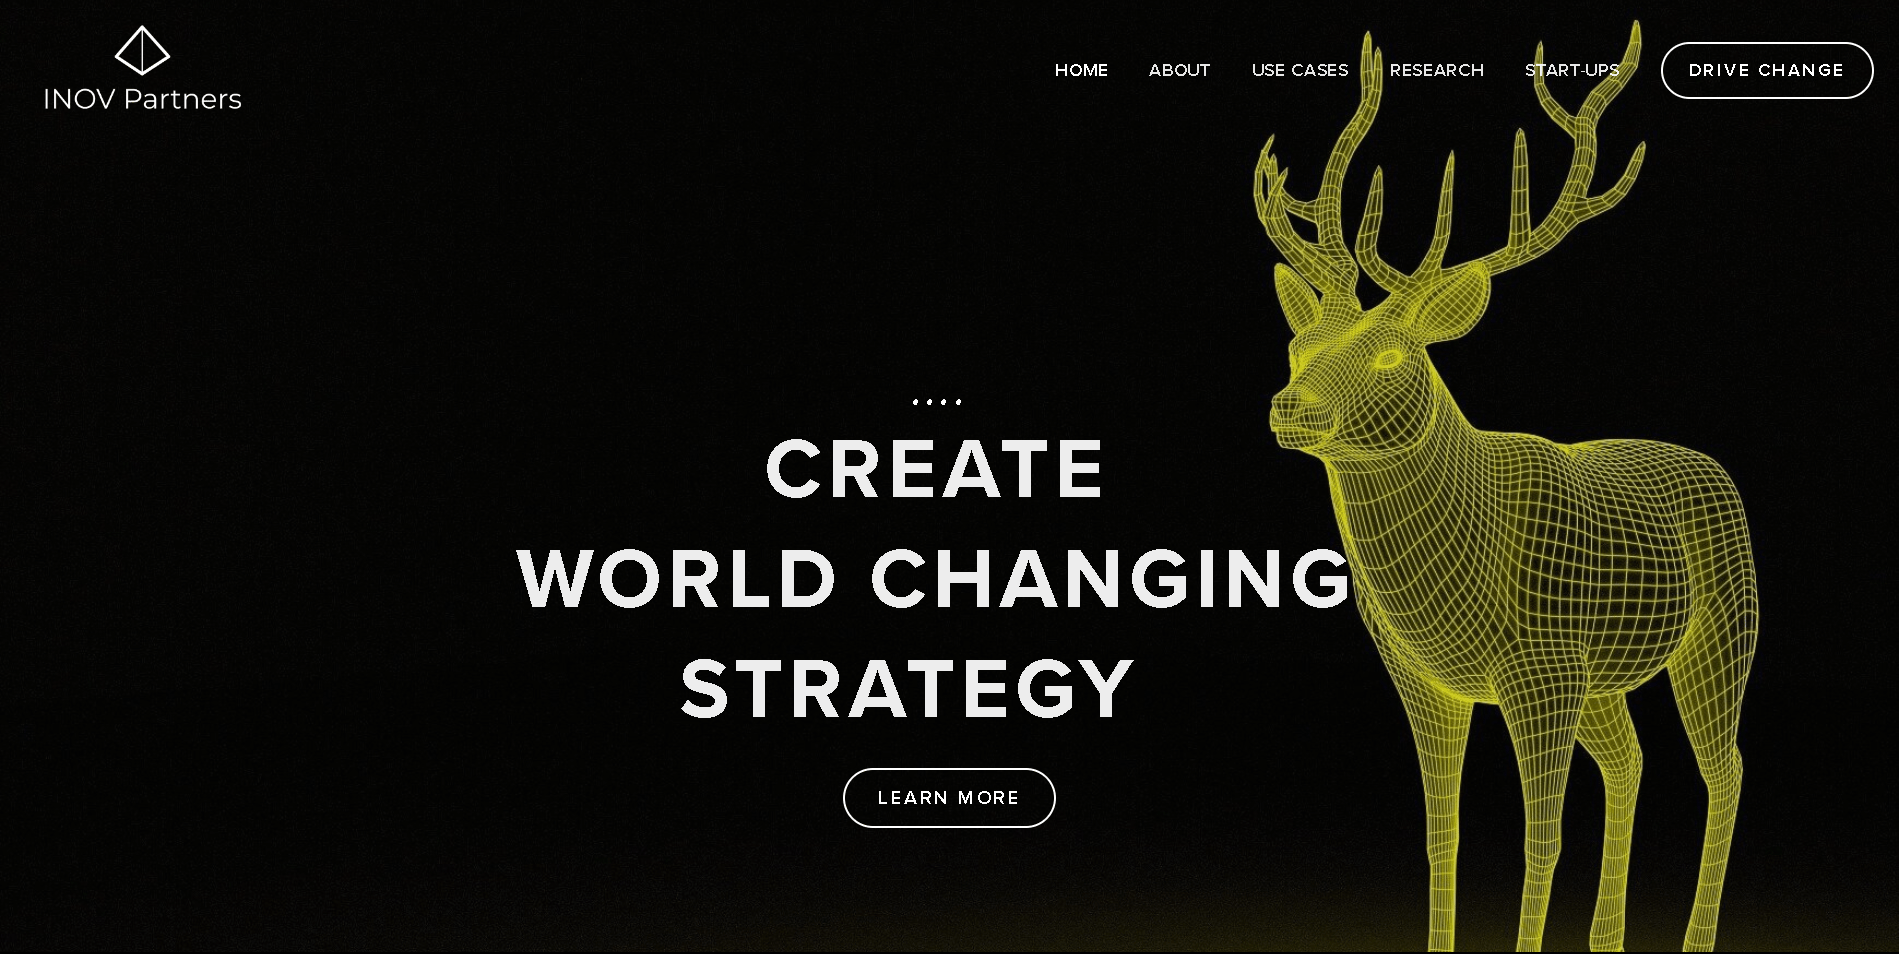 INOV Partners
HOME ABOUT USE CASES RESEARCH START-UPS DRIVE CHANGE
CREATE
WORLD CHANGING
STRATEGY
LEARN MORE